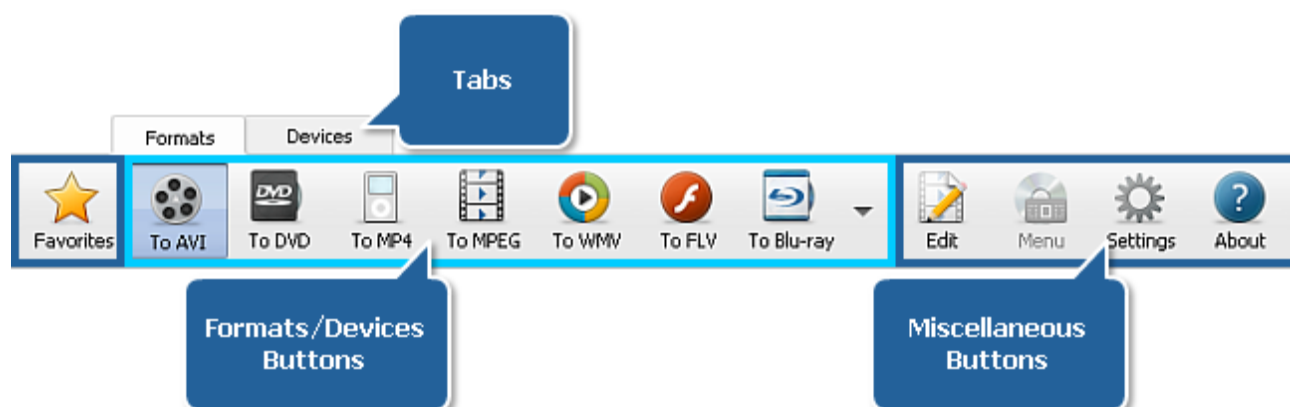 Tabs
Formats Devices
Favorites To AVI To DVD To MP4 To MPEG To WMV To FLV To Blu-ray Edit Menu Settings About
Formats/Devices
Buttons
Miscellaneous
Buttons